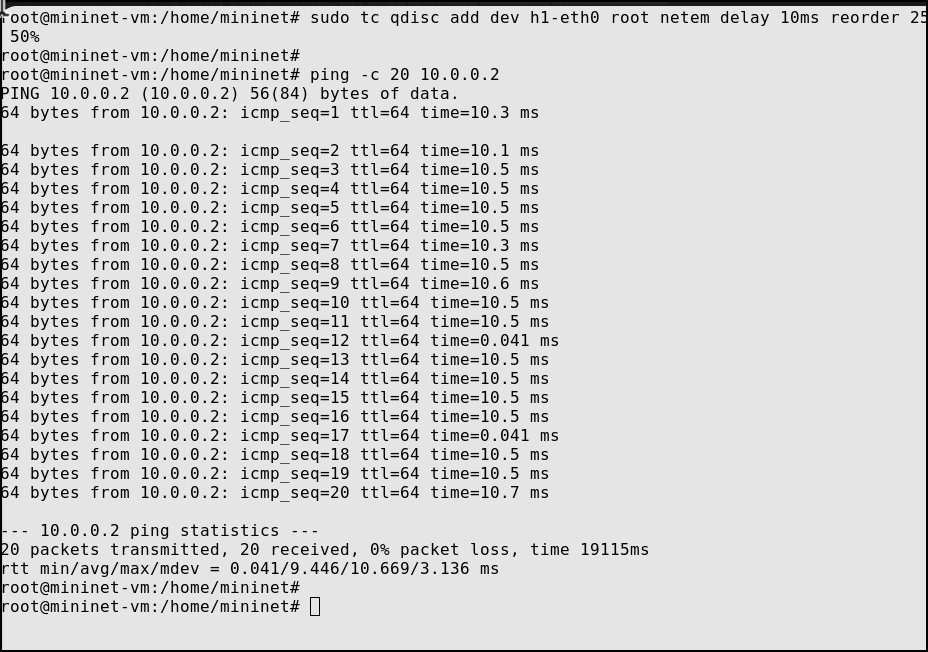 root@mininet-vm:/home/mininet# sudo tc qdisc add dev h1-eth0 root netem delay 10ms reorder 25
50%
root@mininet-vm:/home/mininet#
root@mininet-vm:/home/mininet# ping -c 20 10.0.0.2
PING 10.0.0.2 (10.0.0.2) 56(84) bytes of data.
64 bytes from 10.0.0.2: icmp_seq=1 ttl=64 time=10.3 ms
64 bytes from 10.0.0.2: icmp_seq=2 ttl=64 time=10.1 ms
64 bytes from 10.0.0.2: icmp_seq=3 ttl=64 time=10.5 ms
64 bytes from 10.0.0.2: icmp_seq=4 ttl=64 time=10.5 ms
64 bytes from 10.0.0.2: icmp_seq=5 ttl=64 time=10.5 ms
64 bytes from 10.0.0.2: icmp_seq=6 ttl=64 time=10.5 ms
64 bytes from 10.0.0.2: icmp_seq=7 ttl=64 time=10.3 ms
64 bytes from 10.0.0.2: icmp_seq=8 ttl=64 time=10.5 ms
64 bytes from 10.0.0.2: icmp_seq=9 ttl=64 time=10.6 ms
64 bytes from 10.0.0.2: icmp_seq=10 ttl=64 time=10.5 ms
64 bytes from 10.0.0.2: icmp_seq=11 ttl=64 time=10.5 ms
64 bytes from 10.0.0.2: icmp_seq=12 ttl=64 time=0.041 ms
64 bytes from 10.0.0.2: icmp_seq=13 ttl=64 time=10.5 ms
64 bytes from 10.0.0.2: icmp_seq=14 ttl=64 time=10.5 ms
64 bytes from 10.0.0.2: icmp_seq=15 ttl=64 time=10.5 ms
64 bytes from 10.0.0.2: icmp_seq=16 ttl=64 time=10.5 ms
64 bytes from 10.0.0.2: icmp_seq=17 ttl=64 time=0.041 ms
64 bytes from 10.0.0.2: icmp_seq=18 ttl=64 time=10.5 ms
64 bytes from 10.0.0.2: icmp_seq=19 ttl=64 time=10.5 ms
64 bytes from 10.0.0.2: icmp_seq=20 ttl=64 time=10.7 ms
--- 10.0.0.2 ping statistics ---
20 packets transmitted, 20 received, 0% packet loss, time 19115ms
rtt min/avg/max/mdev = 0.041/9.446/10.669/3.136 ms
root@mininet-vm:/home/mininet#
root@mininet-vm:/home/mininet#